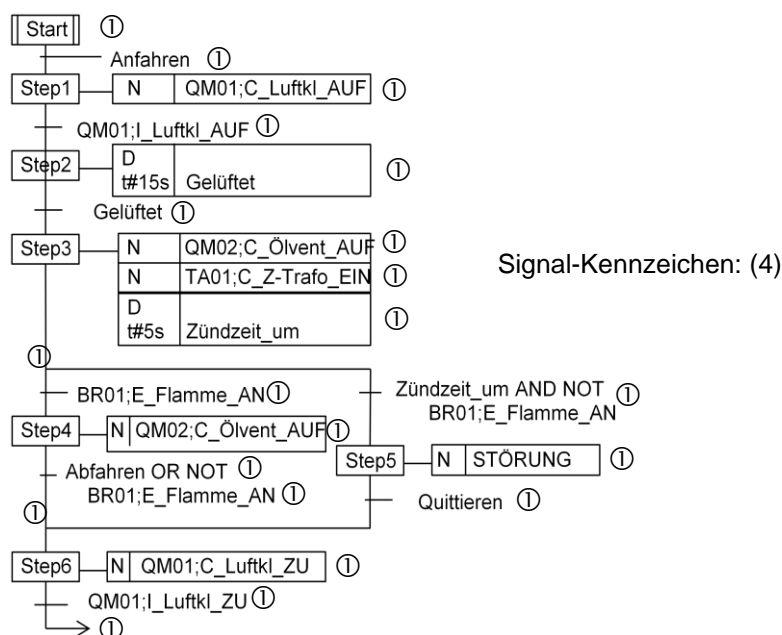 Start ①
Anfahren ①
Step1 N QM01;C_Luftkl_AUF ①
QM01;I_Luftkl_AUF ①
Step2 D t#15s Gelüftet ①
Gelüftet ①
Step3 N QM02;C_Ölvent_AUF ①
N TA01;C_Z-Trafo_EIN ①
Signal-Kennzeichen: (4)
D t#5s Zündzeit_um ①
①
BR01;E_Flamme_AN ①
Zündzeit_um AND NOT ①
BR01;E_Flamme_AN
Step4 N QM02;C_Ölvent_AUF ①
Step5 N STÖRUNG ①
Abfahren OR NOT ①
BR01;E_Flamme_AN ①
Quittieren ①
①
Step6 N QM01;C_Luftkl_ZU ①
QM01;I_Luftkl_ZU ①
①